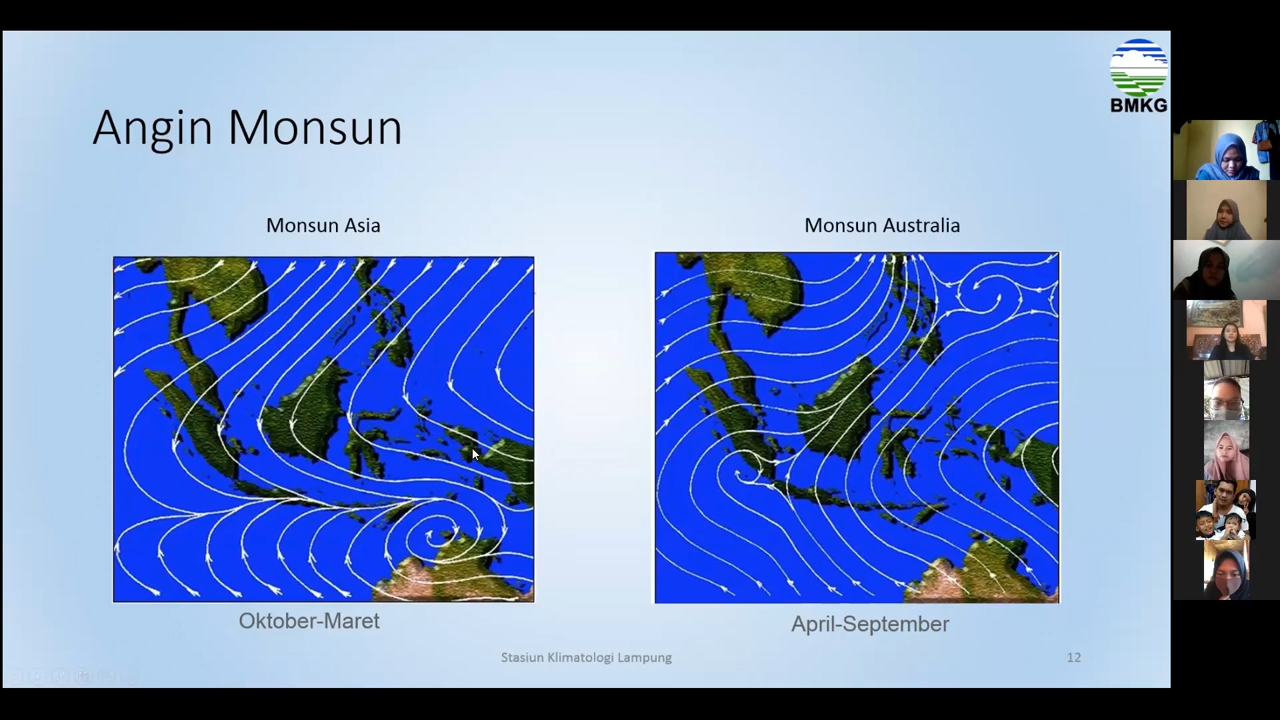 BMKG
Angin Monsun
Monsun Asia
Monsun Australia
Oktober-Maret
April-September
Stasiun Klimatologi Lampung
12